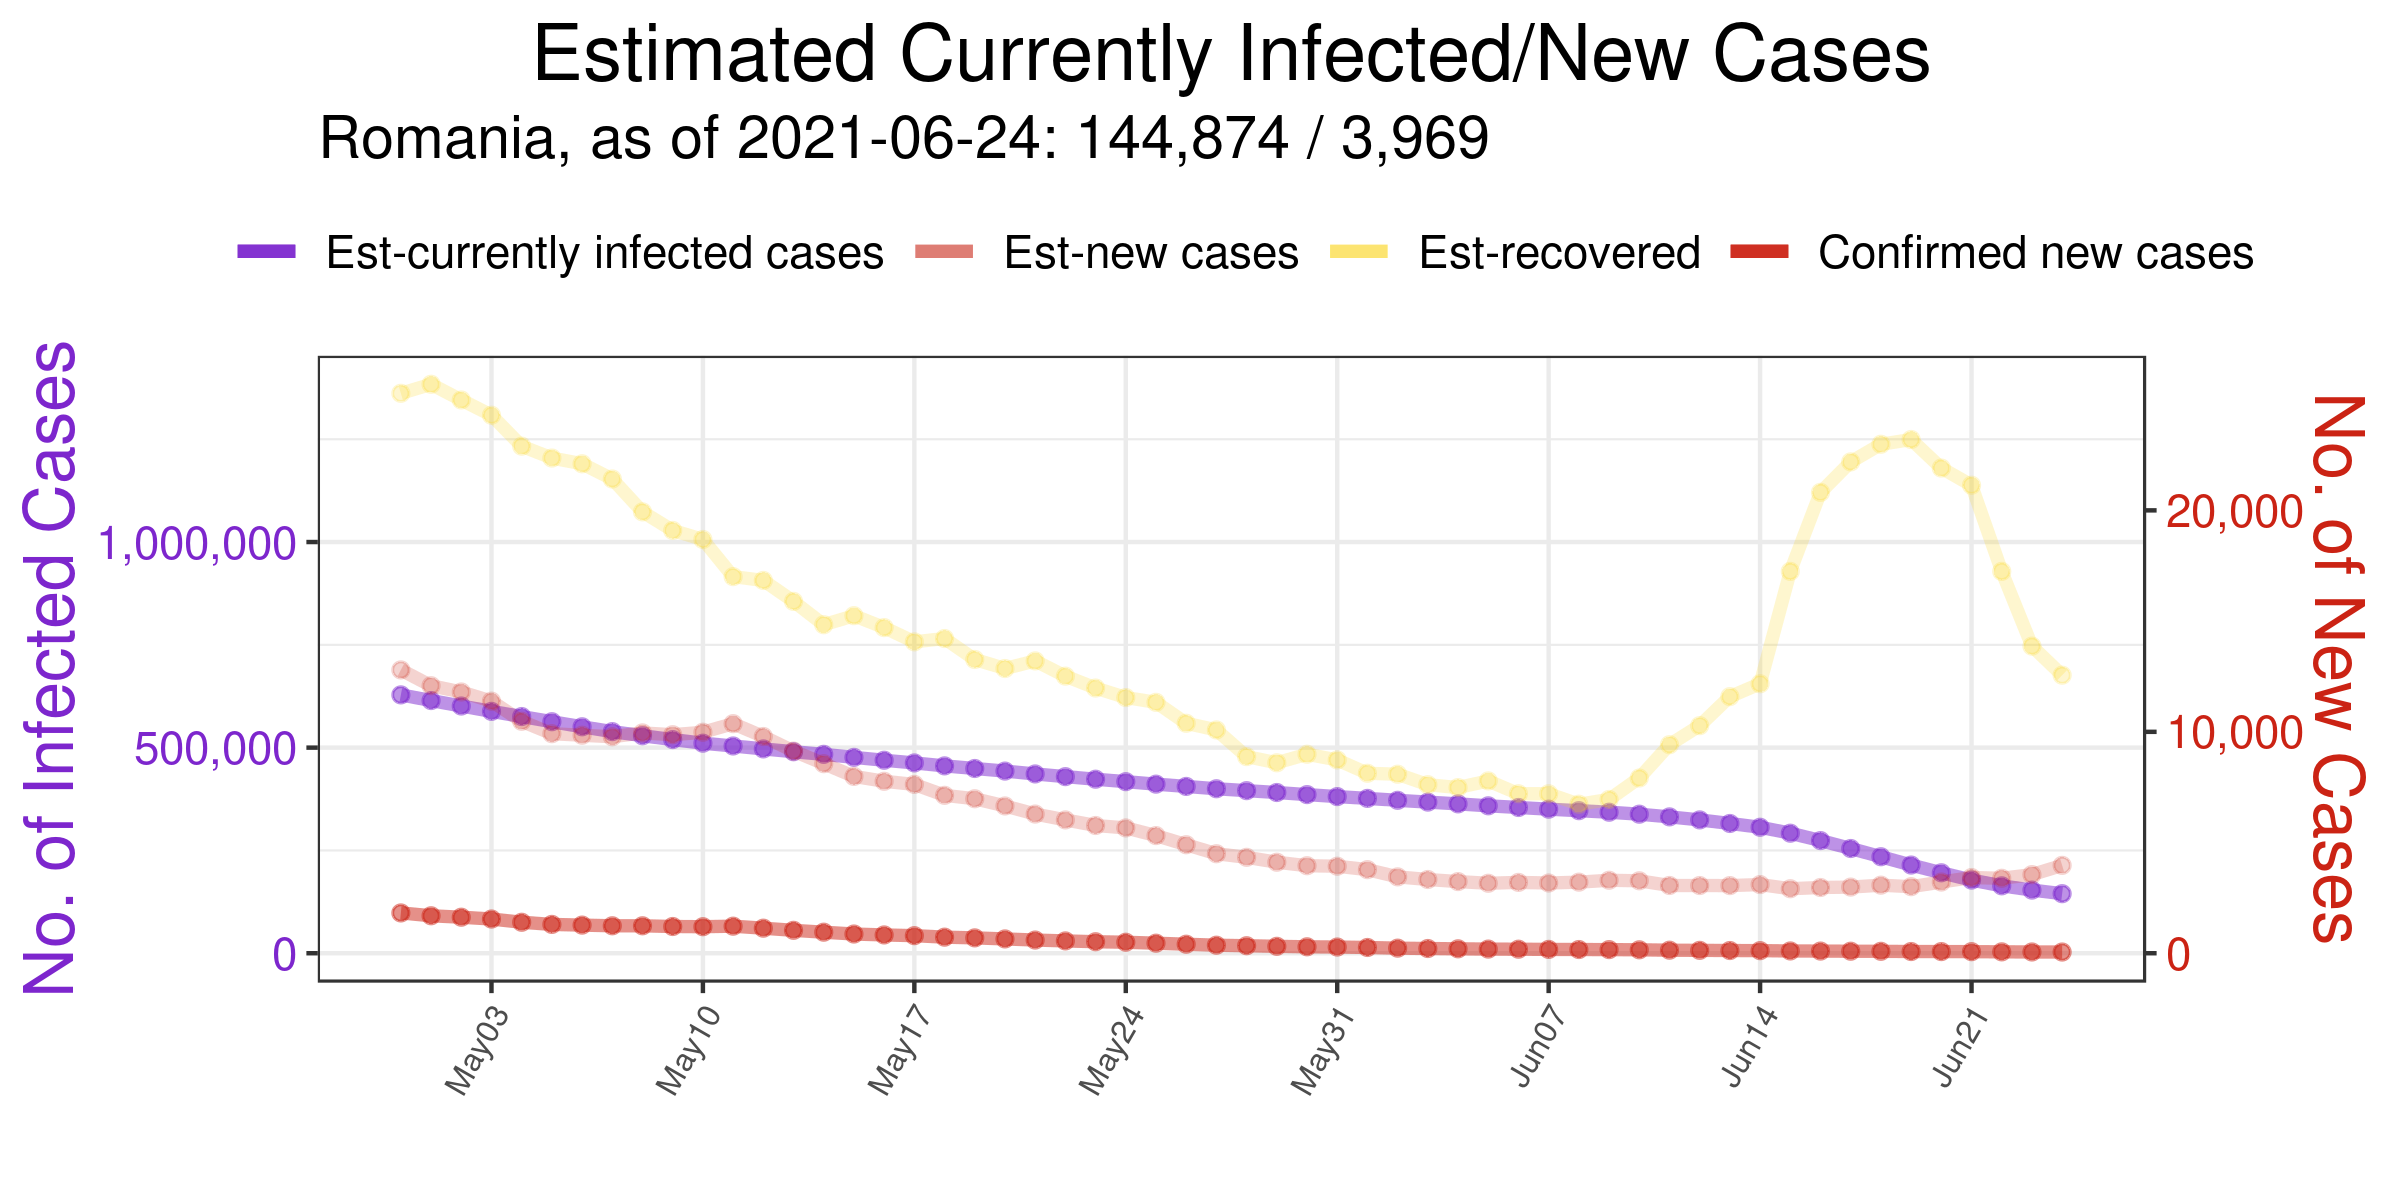 Estimated Currently Infected/New Cases
Romania, as of 2021-06-24: 144,874 / 3,969
Est-currently infected cases Est-new cases Est-recovered Confirmed new cases
No. of Infected Cases
1,000,000
500,000
0
20,000
10,000
0
No. of New Cases
May03 May10 May17 May24 May31 Jun07 Jun14 Jun21